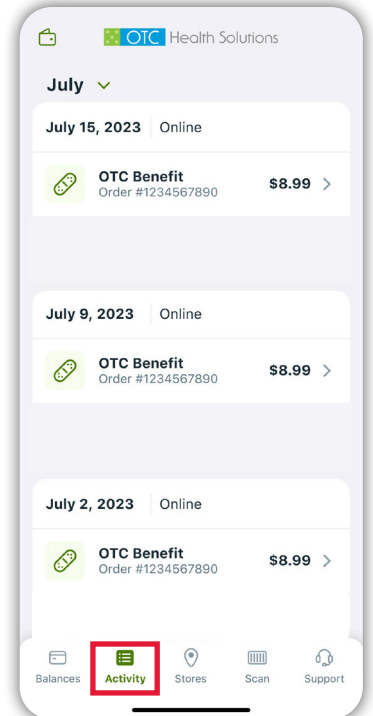 OTC Health Solutions
July
July 15, 2023 Online
OTC Benefit
Order #1234567890
$8.99
July 9, 2023 Online
OTC Benefit
Order #1234567890
$8.99
July 2, 2023 Online
OTC Benefit
Order #1234567890
$8.99
Balances Activity Stores Scan Support